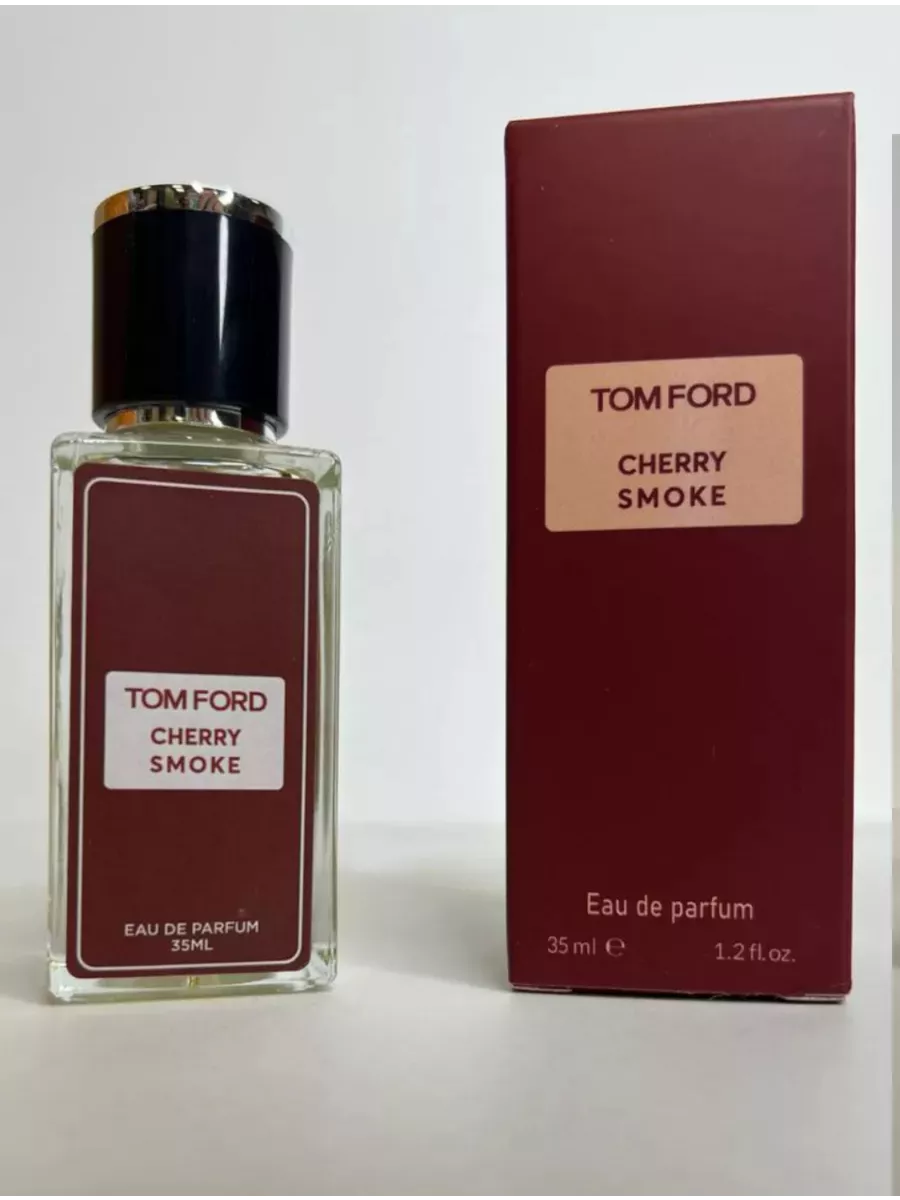 TOM FORD
CHERRY
SMOKE
EAU DE PARFUM
35ML
TOM FORD
CHERRY
SMOKE
Eau de parfum
35 ml ℮
1.2 fl.oz.